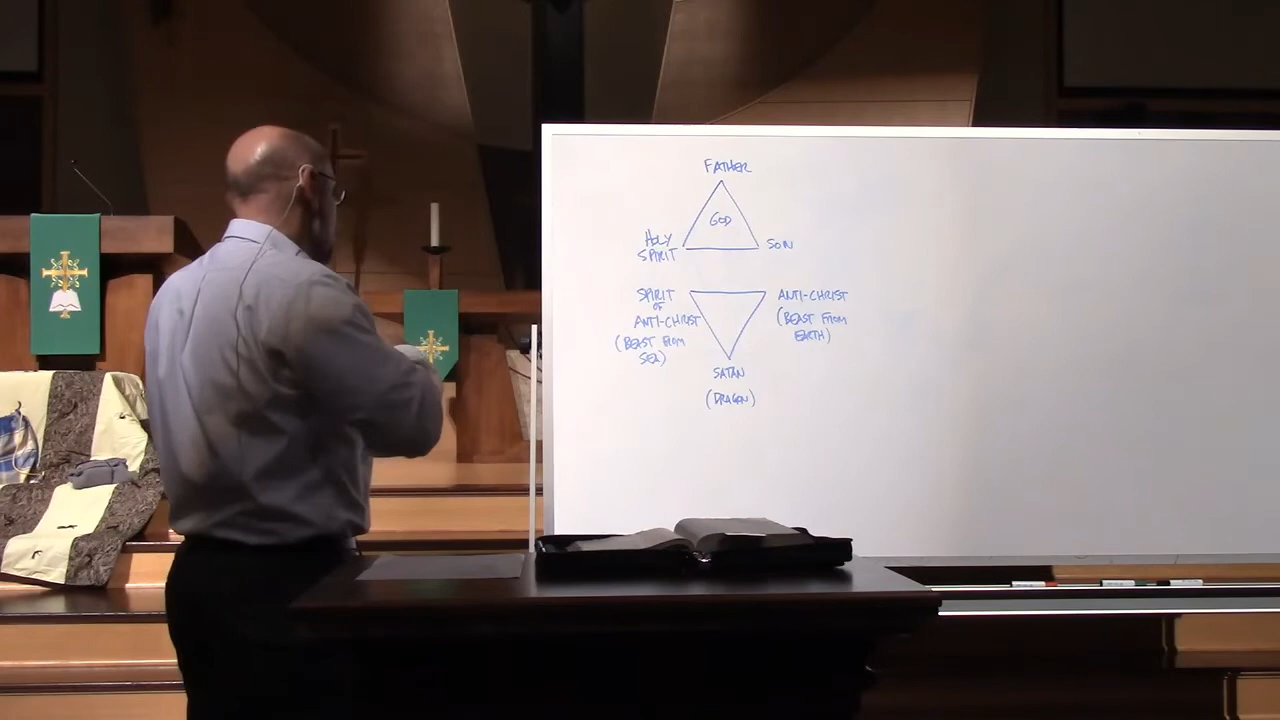 FATHER
GOD
HOLY
SPIRIT
SON
SPIRIT
OF
ANTI-CHRIST
(BEAST FROM
SEA)
ANTI-CHRIST
(BEAST FROM
EARTH)
SATAN
(DRAGON)